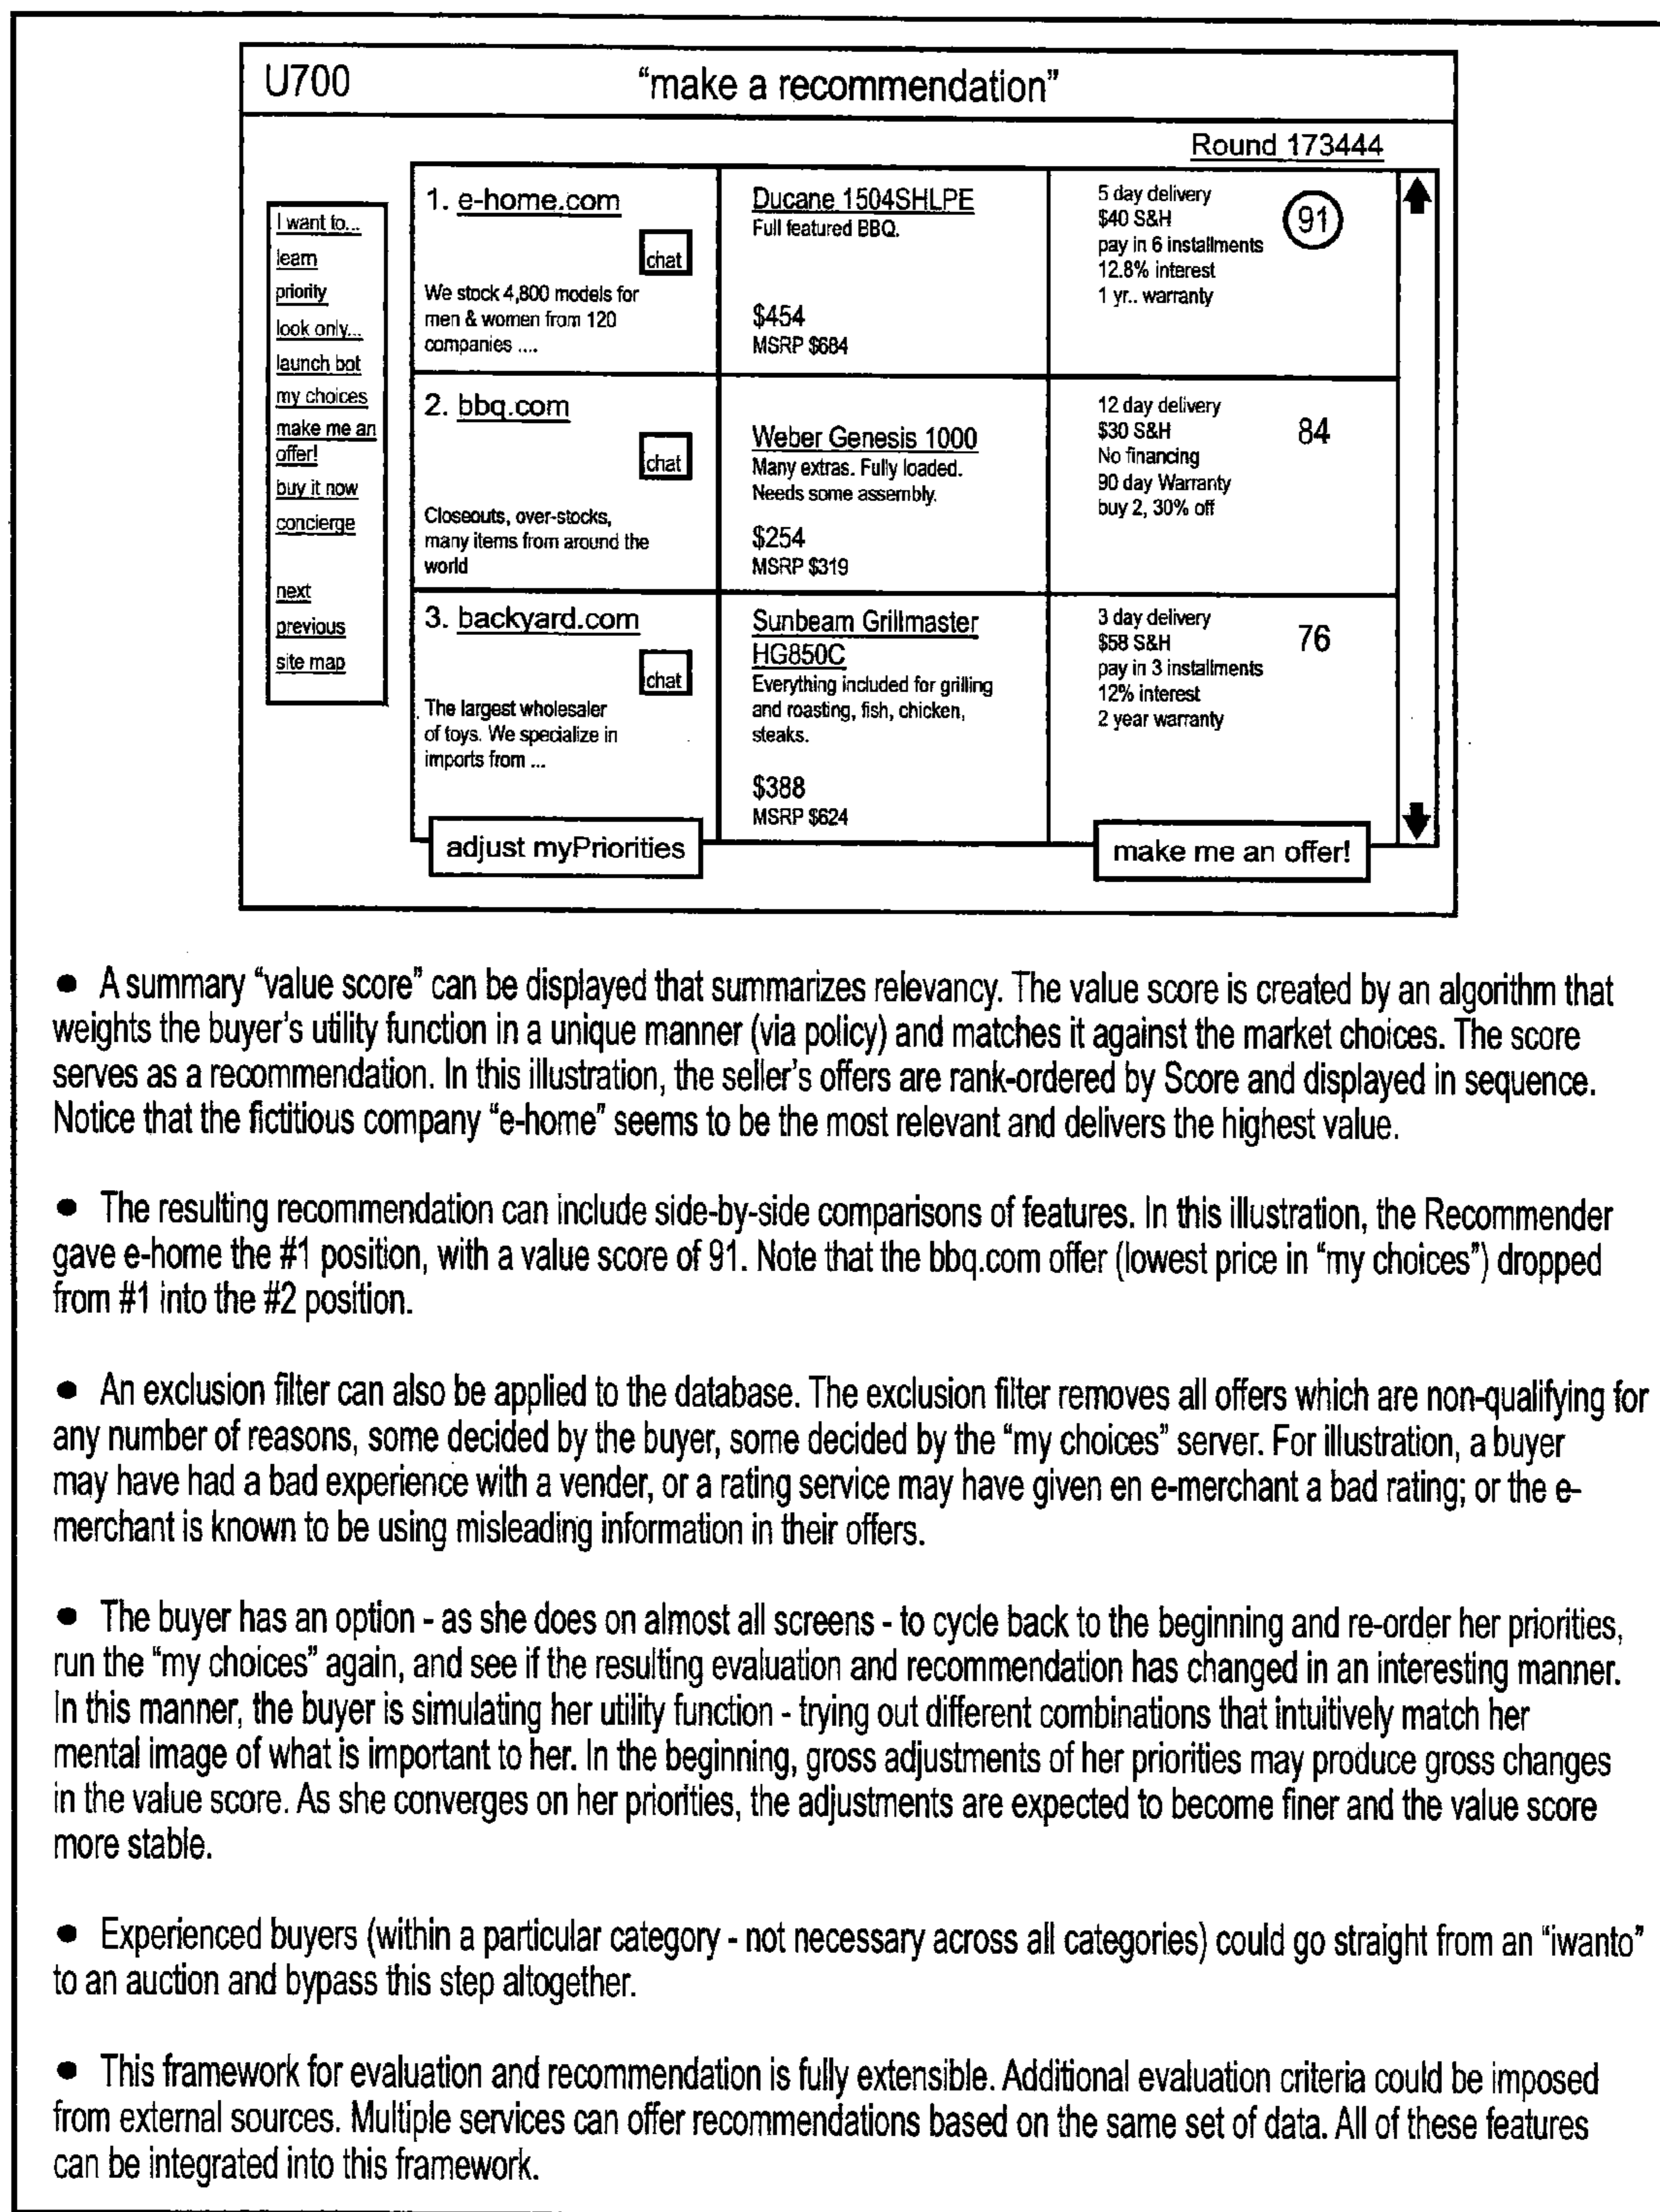 U700
“make a recommendation”
Round 173444
I want to...
learn
priority
look only...
launch bot
my choices
make me an
offer!
buy it now
concierge
next
previous
site map
1. e-home.com
chat
We stock 4,800 models for
men & women from 120
companies ....
Ducane 1504SHLPE
Full featured BBQ.
$454
MSRP $684
5 day delivery
$40 S&H
pay in 6 installments
12.8% interest
1 yr.. warranty
91
2. bbq.com
chat
Closeouts, over-stocks,
many items from around the
world
Weber Genesis 1000
Many extras. Fully loaded.
Needs some assembly.
$254
MSRP $319
12 day delivery
$30 S&H
No financing
90 day Warranty
buy 2, 30% off
84
3. backyard.com
chat
The largest wholesaler
of toys. We specialize in
imports from ...
Sunbeam Grillmaster
HG850C
Everything included for grilling
and roasting, fish, chicken,
steaks.
$388
MSRP $624
3 day delivery
$58 S&H
pay in 3 installments
12% interest
2 year warranty
76
adjust myPriorities
make me an offer!
● A summary “value score” can be displayed that summarizes relevancy. The value score is created by an algorithm that
weights the buyer’s utility function in a unique manner (via policy) and matches it against the market choices. The score
serves as a recommendation. In this illustration, the seller’s offers are rank-ordered by Score and displayed in sequence.
Notice that the fictitious company “e-home” seems to be the most relevant and delivers the highest value.
● The resulting recommendation can include side-by-side comparisons of features. In this illustration, the Recommender
gave e-home the #1 position, with a value score of 91. Note that the bbq.com offer (lowest price in “my choices”) dropped
from #1 into the #2 position.
● An exclusion filter can also be applied to the database. The exclusion filter removes all offers which are non-qualifying for
any number of reasons, some decided by the buyer, some decided by the “my choices” server. For illustration, a buyer
may have had a bad experience with a vender, or a rating service may have given en e-merchant a bad rating; or the e-
merchant is known to be using misleading information in their offers.
● The buyer has an option - as she does on almost all screens - to cycle back to the beginning and re-order her priorities,
run the “my choices” again, and see if the resulting evaluation and recommendation has changed in an interesting manner.
In this manner, the buyer is simulating her utility function - trying out different combinations that intuitively match her
mental image of what is important to her. In the beginning, gross adjustments of her priorities may produce gross changes
in the value score. As she converges on her priorities, the adjustments are expected to become finer and the value score
more stable.
● Experienced buyers (within a particular category - not necessary across all categories) could go straight from an “iwanto”
to an auction and bypass this step altogether.
● This framework for evaluation and recommendation is fully extensible. Additional evaluation criteria could be imposed
from external sources. Multiple services can offer recommendations based on the same set of data. All of these features
can be integrated into this framework.